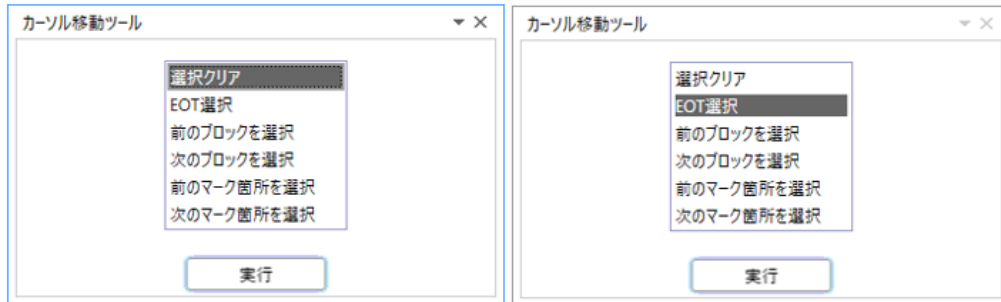 カーソル移動ツール
選択クリア
EOT選択
前のブロックを選択
次のブロックを選択
前のマーク箇所を選択
次のマーク箇所を選択
実行
カーソル移動ツール
選択クリア
EOT選択
前のブロックを選択
次のブロックを選択
前のマーク箇所を選択
次のマーク箇所を選択
実行